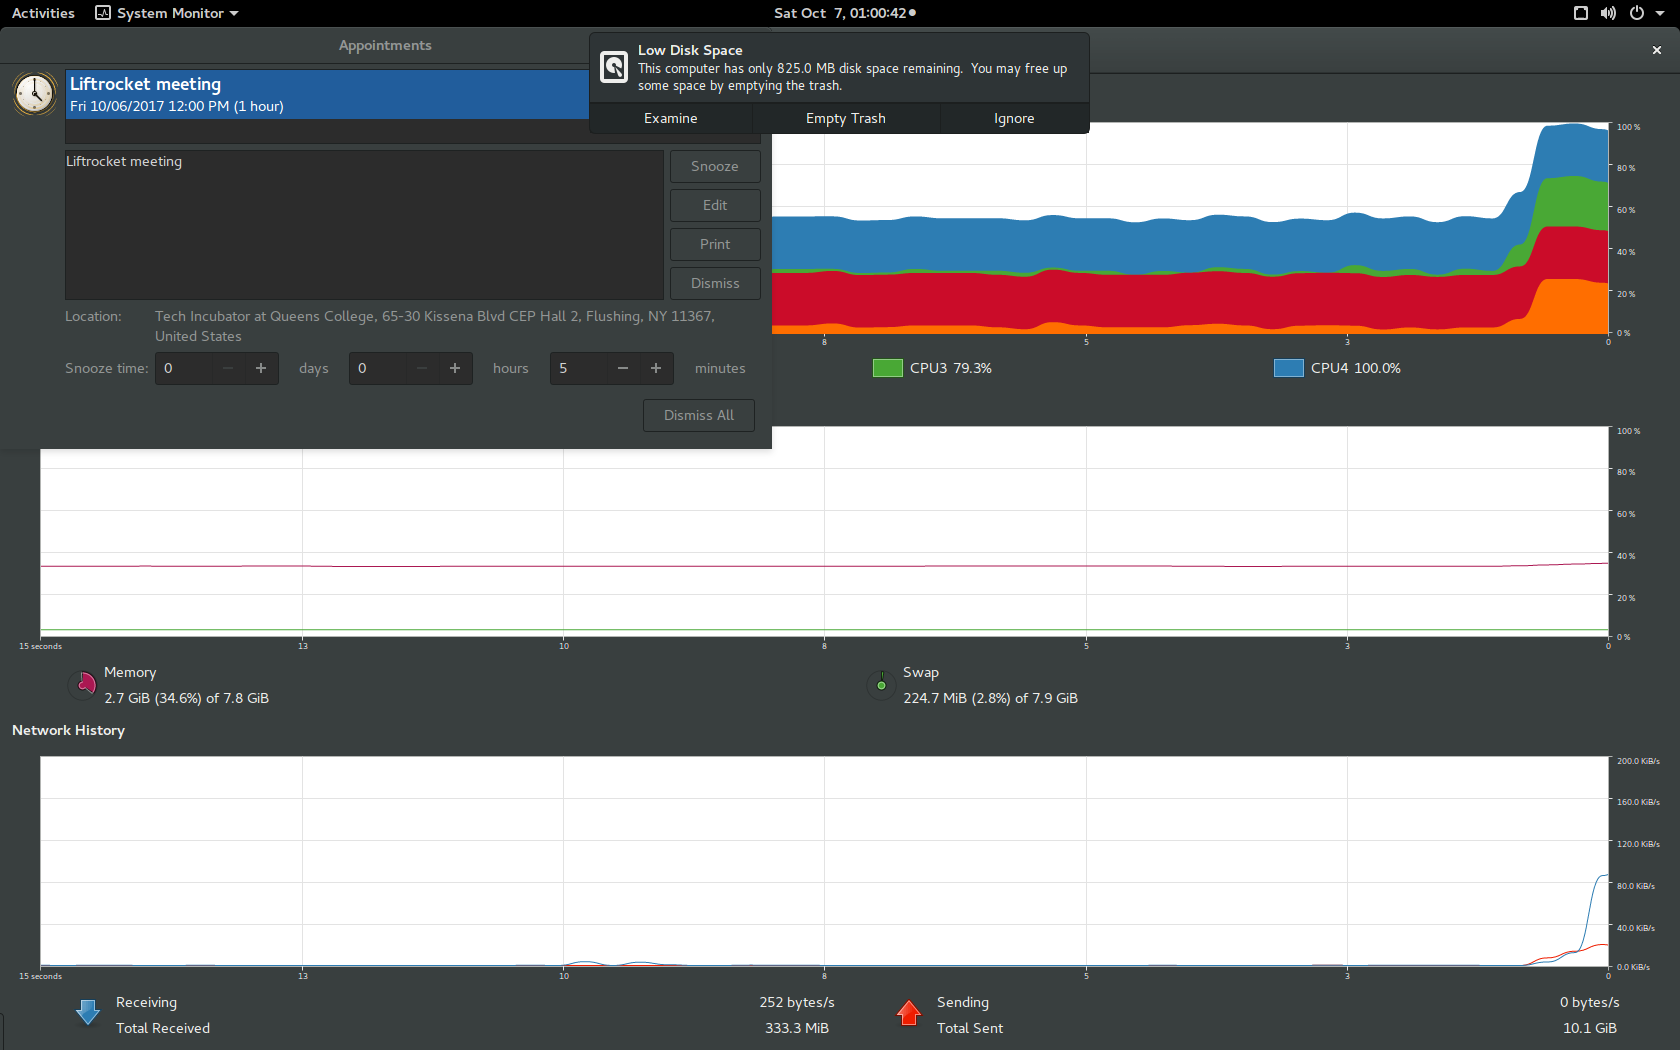 Activities
System Monitor
Sat Oct 7, 01:00:42
Appointments
Low Disk Space
This computer has only 825.0 MB disk space remaining. You may free up
some space by emptying the trash.
Examine
Empty Trash
Ignore
Liftrocket meeting
Fri 10/06/2017 12:00 PM (1 hour)
Liftrocket meeting
Snooze
Edit
Print
Dismiss
Location:
Tech Incubator at Queens College, 65-30 Kissena Blvd CEP Hall 2, Flushing, NY 11367,
United States
Snooze time:
0
days
0
hours
5
minutes
Dismiss All
100 %
80 %
60 %
40 %
20 %
0 %
8
5
3
0
CPU3 79.3%
CPU4 100.0%
100 %
80 %
60 %
40 %
20 %
0 %
15 seconds
13
10
8
5
3
0
Memory
2.7 GiB (34.6%) of 7.8 GiB
Swap
224.7 MiB (2.8%) of 7.9 GiB
Network History
200.0 KiB/s
160.0 KiB/s
120.0 KiB/s
80.0 KiB/s
40.0 KiB/s
0.0 KiB/s
15 seconds
13
10
8
5
3
0
Receiving
252 bytes/s
Total Received
333.3 MiB
Sending
0 bytes/s
Total Sent
10.1 GiB